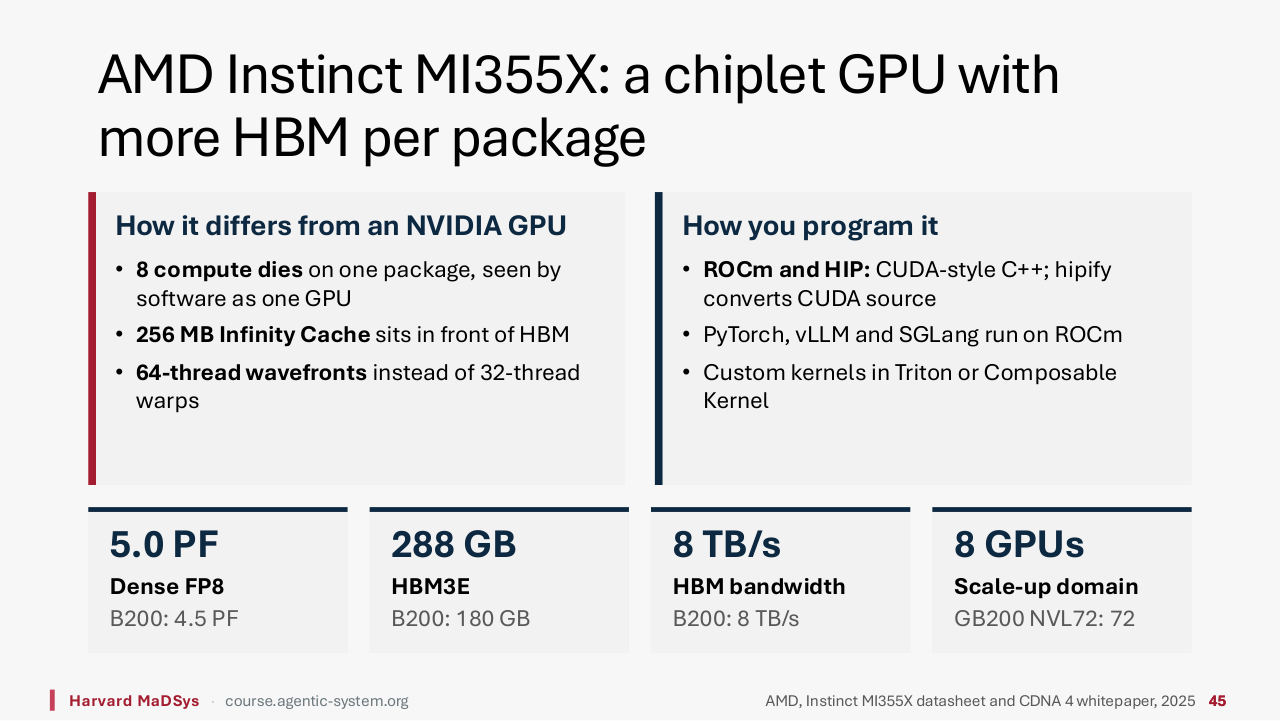 AMD Instinct MI355X: a chiplet GPU with
more HBM per package
How it differs from an NVIDIA GPU
• 8 compute dies on one package, seen by
software as one GPU
• 256 MB Infinity Cache sits in front of HBM
• 64-thread wavefronts instead of 32-thread
warps
How you program it
• ROCm and HIP: CUDA-style C++; hipify
converts CUDA source
• PyTorch, vLLM and SGLang run on ROCm
• Custom kernels in Triton or Composable
Kernel
5.0 PF
Dense FP8
B200: 4.5 PF
288 GB
HBM3E
B200: 180 GB
8 TB/s
HBM bandwidth
B200: 8 TB/s
8 GPUs
Scale-up domain
GB200 NVL72: 72
Harvard MaDSys · course.agentic-system.org
AMD, Instinct MI355X datasheet and CDNA 4 whitepaper, 2025 45